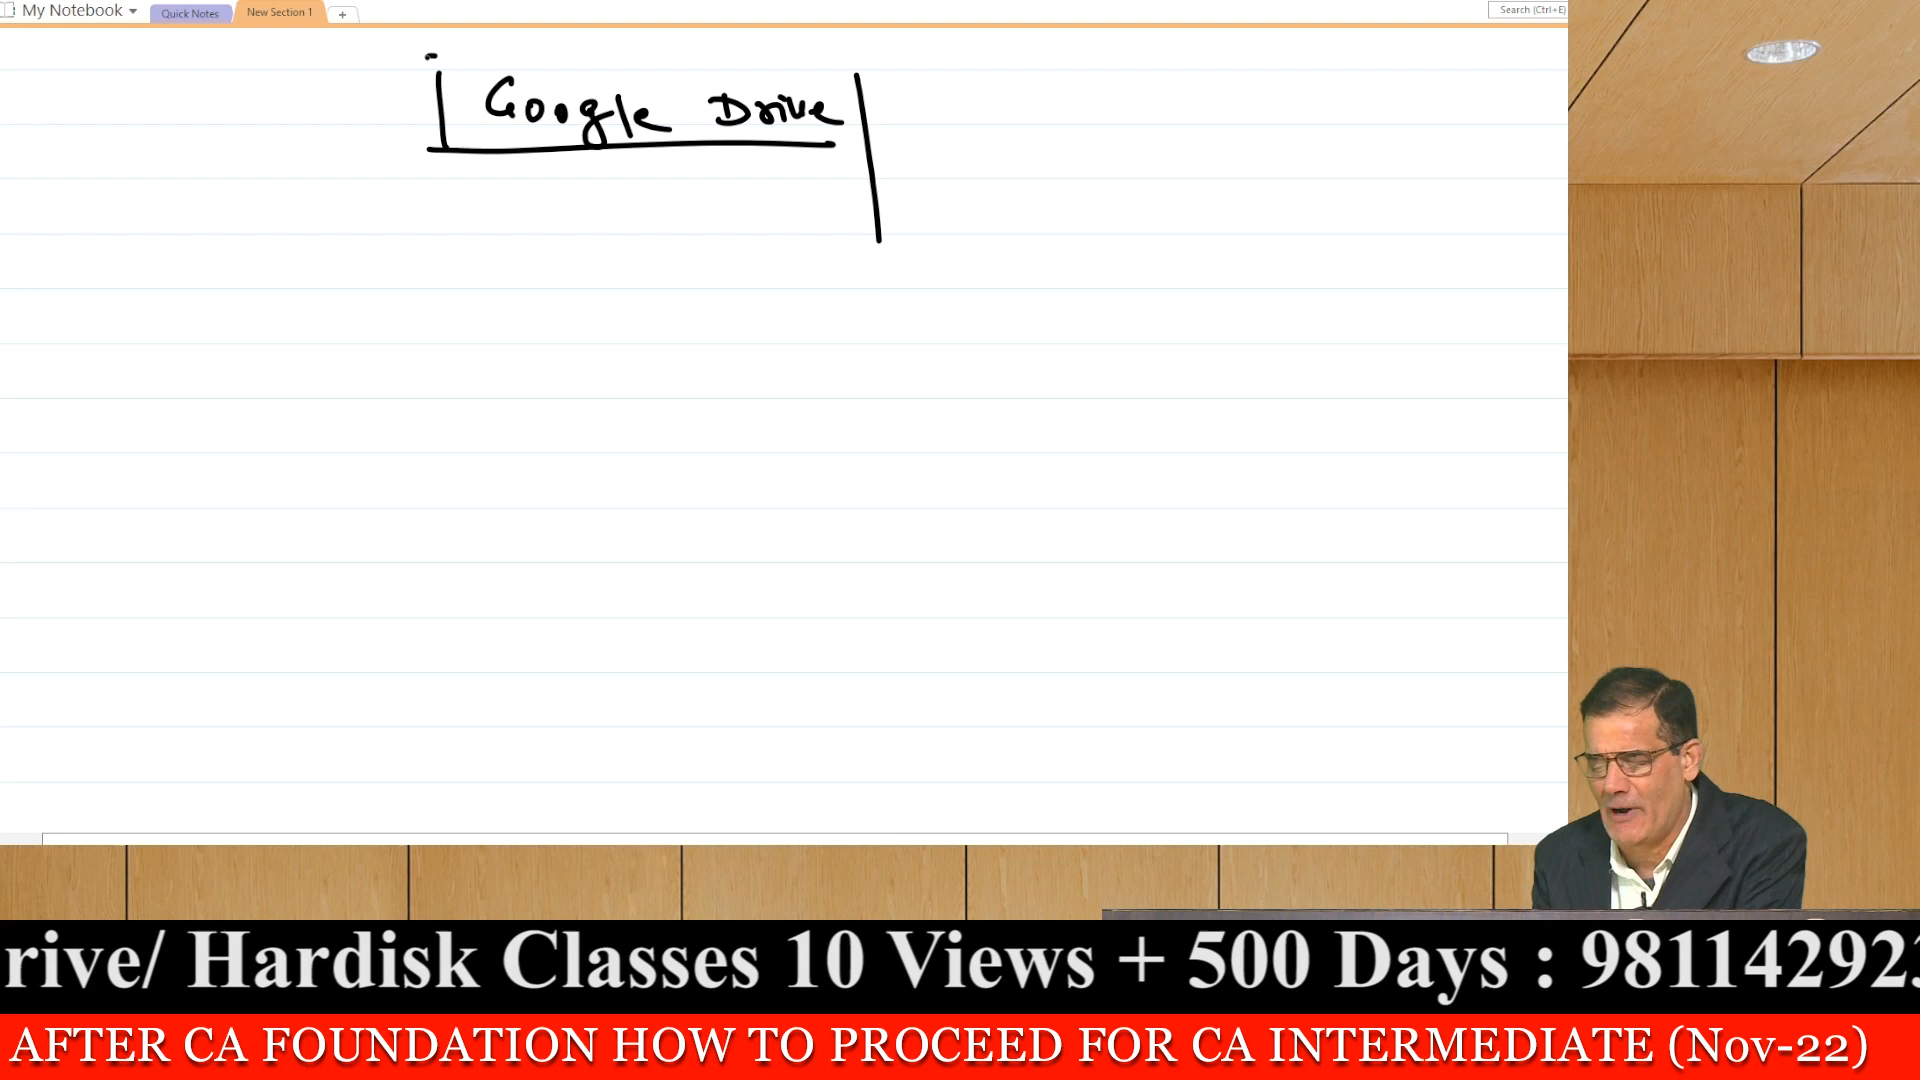 My Notebook
Quick Notes
New Section 1
Search (Ctrl+E)
Google Drive
rive/ Hardisk Classes 10 Views + 500 Days : 981142923
AFTER CA FOUNDATION HOW TO PROCEED FOR CA INTERMEDIATE (Nov-22)